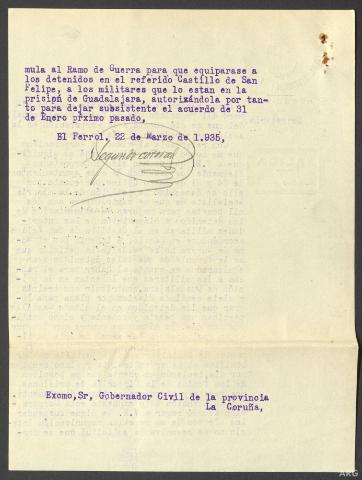 mula al Ramo de Guerra para que equiparase a
los detenidos en el referido Castillo de San
Felipe, a los militares que lo estan en la
prisión de Guadalajara, autorizándola por tan-
to para dejar subsistente el acuerdo de 31
de Enero prximo pasado,
El Ferrol. 22 de Marzo de 1.935,
Segundo
Excmo,Sr, Gobernador Civil de la provincia
La Coruña,
ARG